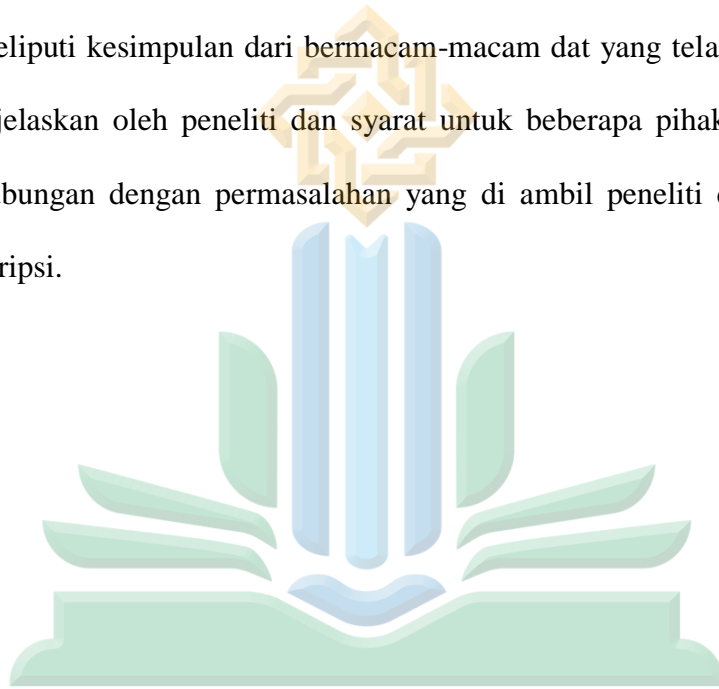 eliputi kesimpulan dari bermacam-macam dat yang tela
jelaskan oleh peneliti dan syarat untuk beberapa pihak
ubungan dengan permasalahan yang di ambil peneliti
ripsi.